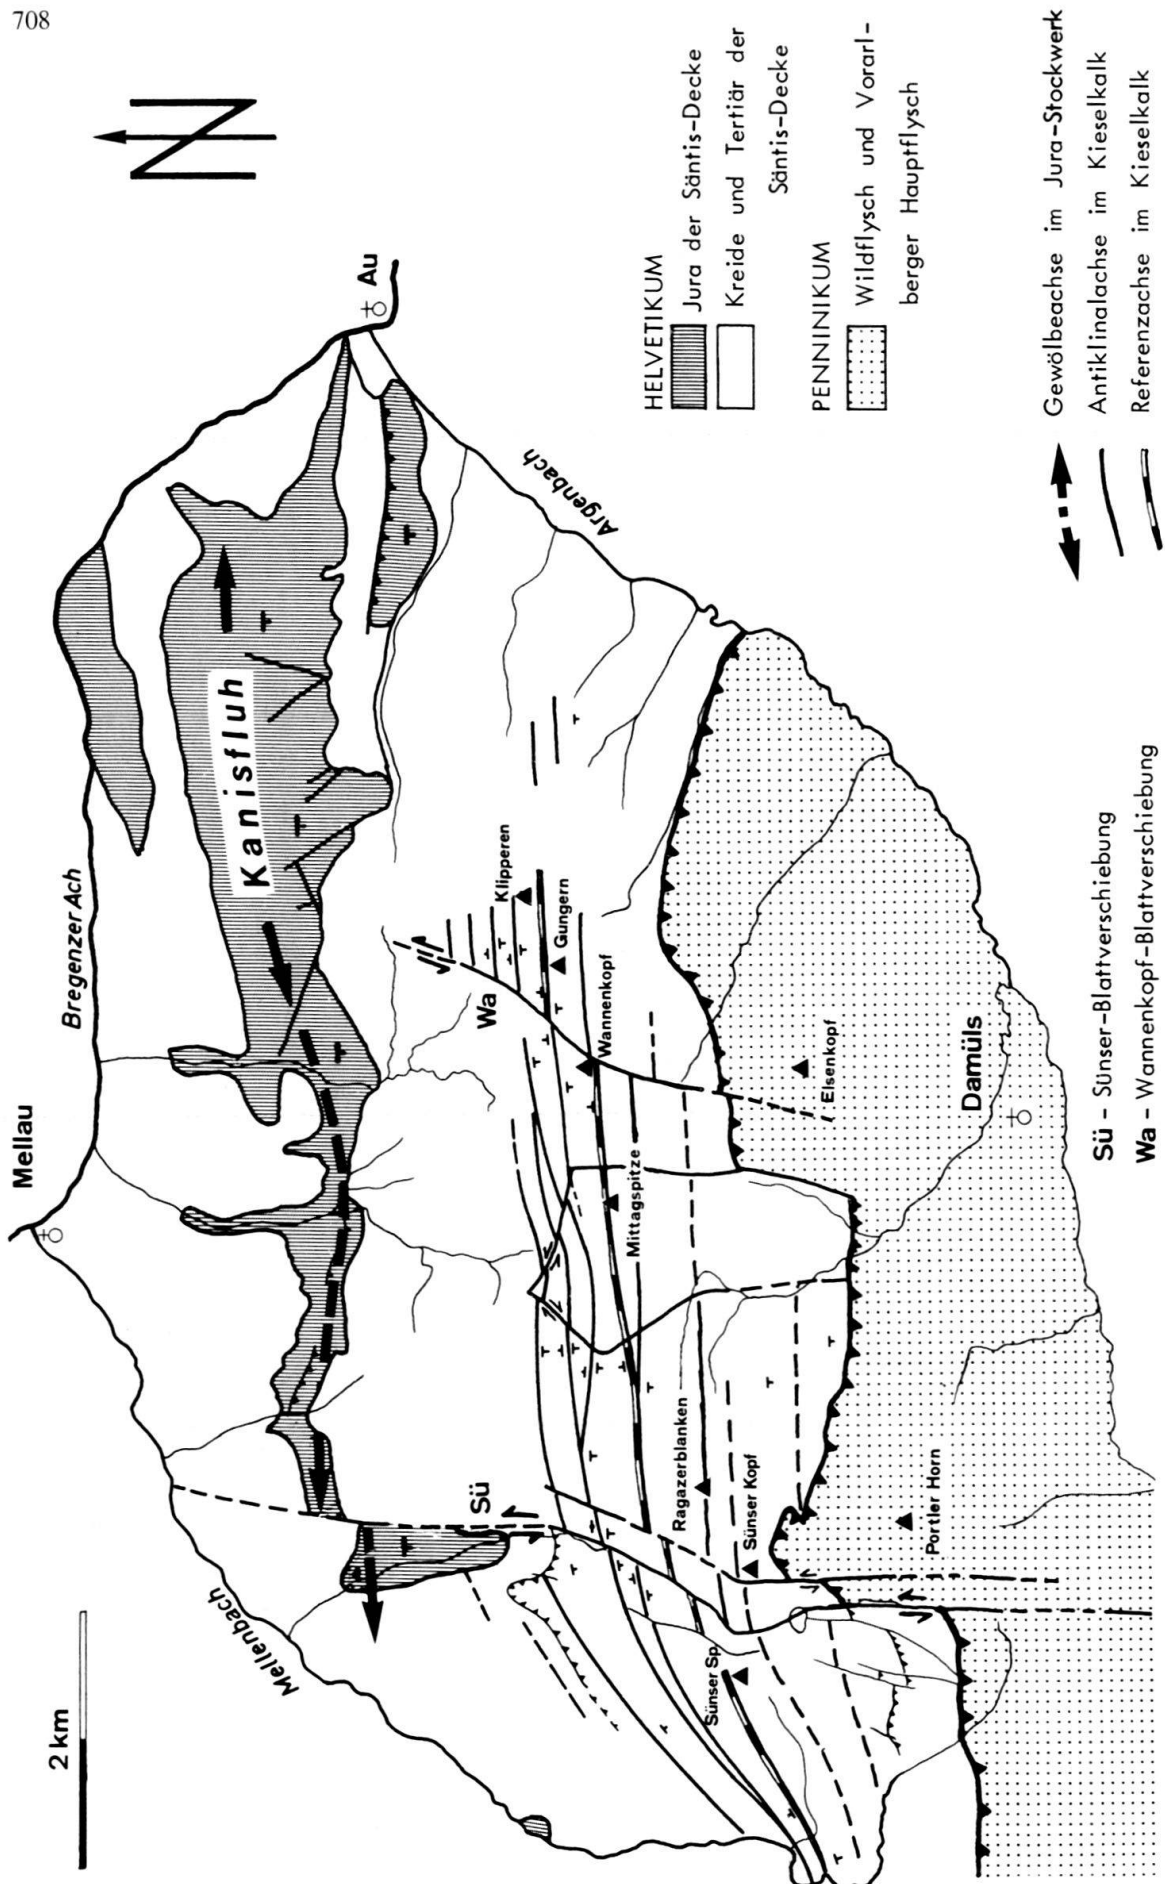 708
N
2 km
Mellau
Bregenzer Ach
Au
Kanisfluh
Mellenbach
Argenbach
Sü
Wa
Klipperen
Gungern
Wannenkopf
Mittagspitze
Ragazerblanken
Sünser Kopf
Sünser Sp.
Elsenkopf
Portler Horn
Damüls
HELVETIKUM
Jura der Säntis-Decke
Kreide und Tertiär der
Säntis-Decke
PENNINIKUM
Wildflysch und Vorarl-
berger Hauptflysch
Sü - Sünser-Blattverschiebung
Wa - Wannenkopf-Blattverschiebung
Gewölbeachse im Jura-Stockwerk
Antiklinalachse im Kieselkalk
Referenzachse im Kieselkalk